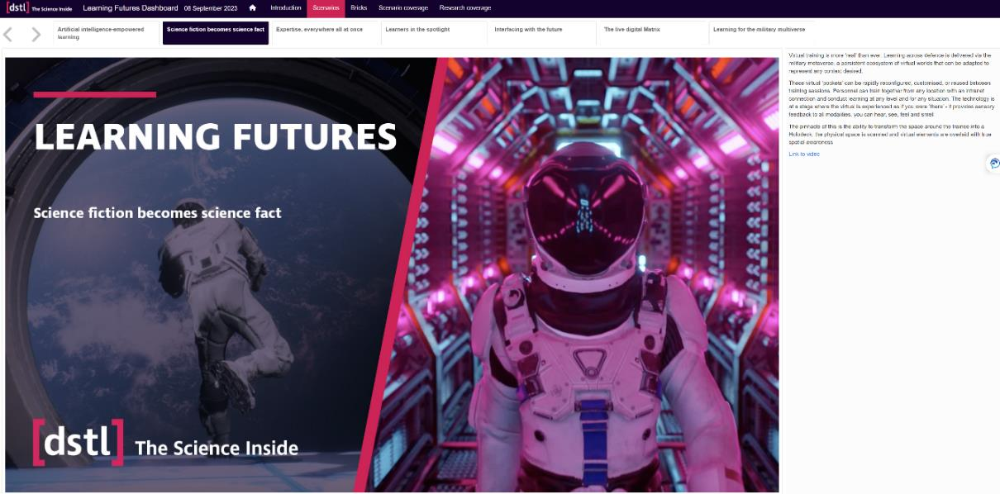 [dstl] The Science Inside Learning Futures Dashboard 08 September 2023 Introduction Scenarios Bricks Scenario coverage Research coverage
Artificial intelligence-empowered
learning
Science fiction becomes science fact
Expertise, everywhere all at once
Learners in the spotlight
Interfacing with the future
The live digital Matrix
Learning for the military multiverse
LEARNING FUTURES
Science fiction becomes science fact
[dstl] The Science Inside
Virtual training is more 'real' than ever. Learning across defence is delivered via the
military metaverse, a persistent ecosystem of virtual worlds that can be adapted to
represent any context desired.
These virtual 'pockets' can be rapidly reconfigured, customised, or reused between
training sessions. Personnel can train together from any location with an intranet
connection and conduct learning at any level and for any situation. The technology is
at a stage where the virtual is experienced as if you were 'there' - it provides sensory
feedback to all modalities, you can hear, see, feel and smell
The pinnacle of this is the ability to transform the space around the trainee into a
Holodeck, the physical space is scanned and virtual elements are overlaid with true
spatial awareness
Link to video